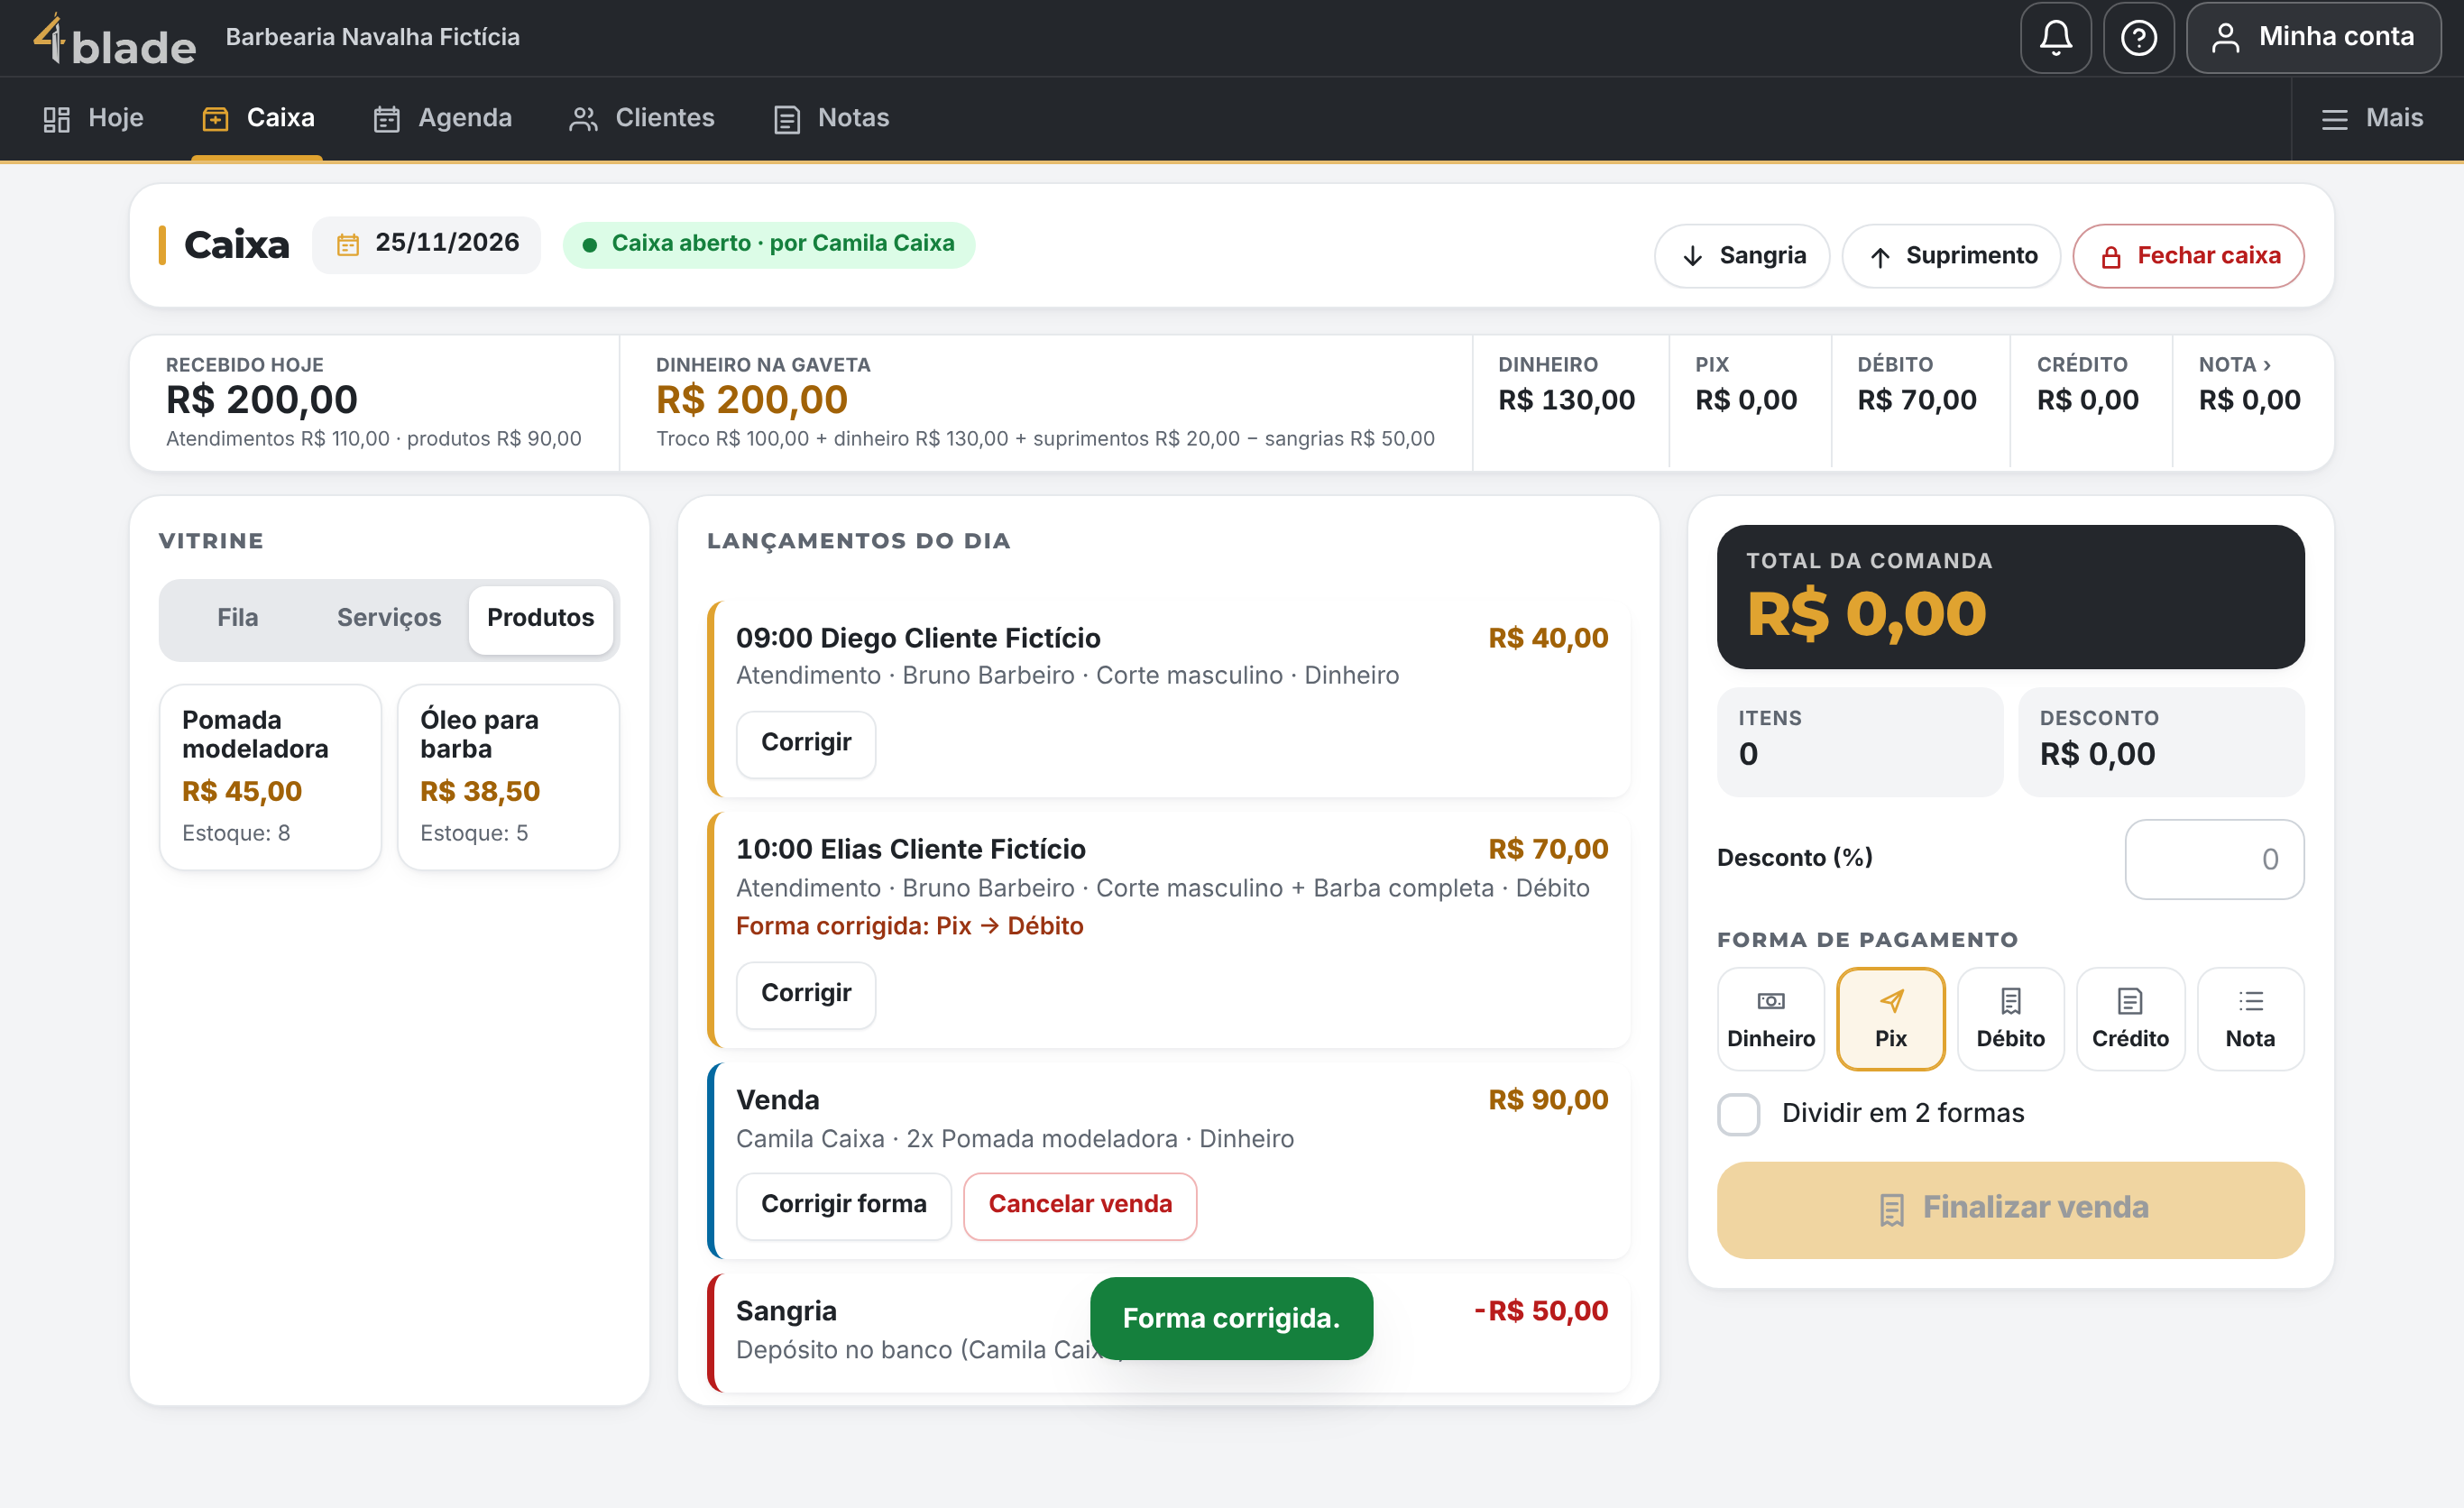 4blade
Barbearia Navalha Fictícia
Minha conta
Hoje
Caixa
Agenda
Clientes
Notas
Mais
Caixa
25/11/2026
Caixa aberto · por Camila Caixa
Sangria
Suprimento
Fechar caixa
RECEBIDO HOJE
R$ 200,00
Atendimentos R$ 110,00 · produtos R$ 90,00
DINHEIRO NA GAVETA
R$ 200,00
Troco R$ 100,00 + dinheiro R$ 130,00 + suprimentos R$ 20,00 − sangrias R$ 50,00
DINHEIRO
R$ 130,00
PIX
R$ 0,00
DÉBITO
R$ 70,00
CRÉDITO
R$ 0,00
NOTA ›
R$ 0,00
VITRINE
Fila
Serviços
Produtos
Pomada
modeladora
R$ 45,00
Estoque: 8
Óleo para
barba
R$ 38,50
Estoque: 5
LANÇAMENTOS DO DIA
09:00 Diego Cliente Fictício
R$ 40,00
Atendimento · Bruno Barbeiro · Corte masculino · Dinheiro
Corrigir
10:00 Elias Cliente Fictício
R$ 70,00
Atendimento · Bruno Barbeiro · Corte masculino + Barba completa · Débito
Forma corrigida: Pix → Débito
Corrigir
Venda
R$ 90,00
Camila Caixa · 2x Pomada modeladora · Dinheiro
Corrigir forma
Cancelar venda
Sangria
-R$ 50,00
Depósito no banco (Camila
Forma corrigida.
TOTAL DA COMANDA
R$ 0,00
ITENS
0
DESCONTO
R$ 0,00
Desconto (%)
0
FORMA DE PAGAMENTO
Dinheiro
Pix
Débito
Crédito
Nota
Dividir em 2 formas
Finalizar venda